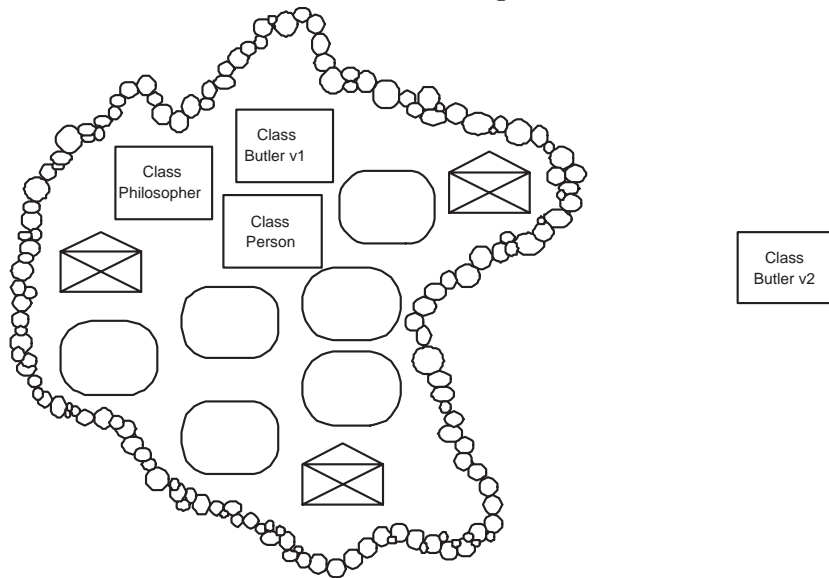 Class
Butler v1
Class
Philosopher
Class
Person
Class
Butler v2